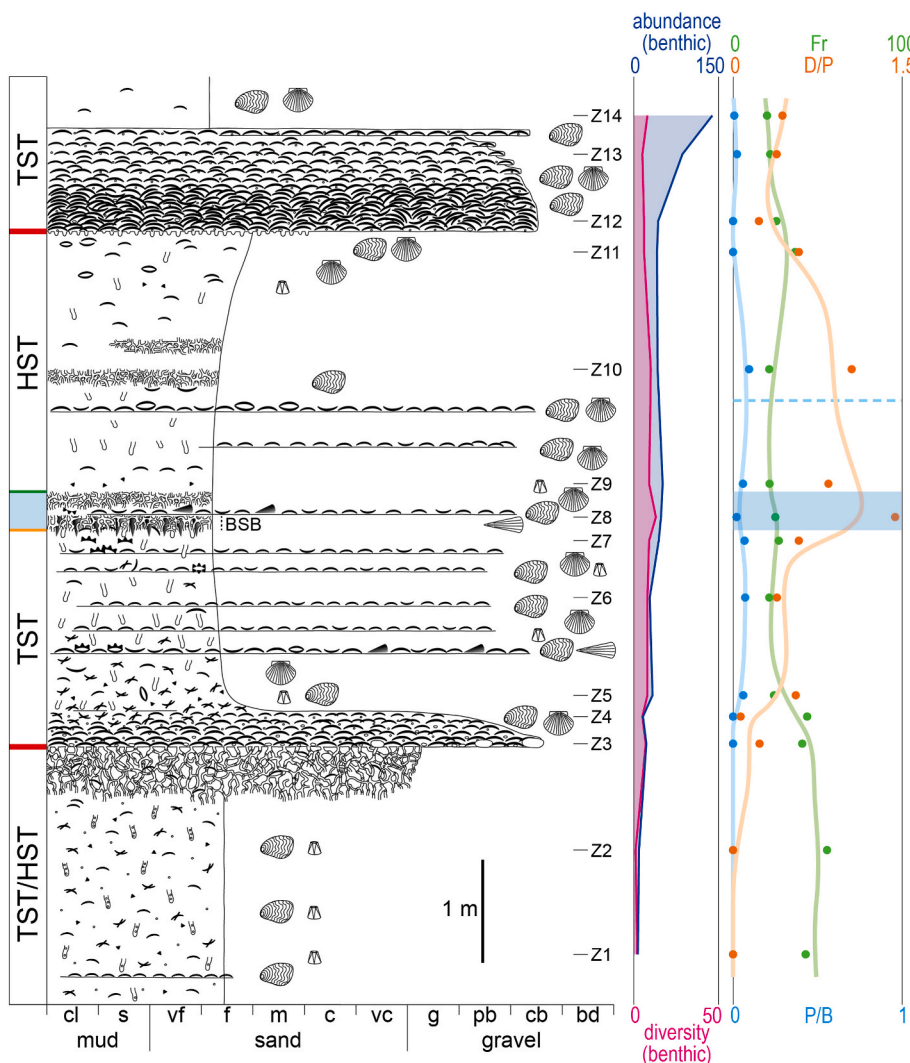 abundance
(benthic)
0 150
0 Fr 100
0 D/P 1.5
TST
HST
TST
TST/HST
Z14
Z13
Z12
Z11
Z10
Z9
Z8
BSB
Z7
Z6
Z5
Z4
Z3
Z2
Z1
1 m
cl s vf f m c vc g pb cb bd
mud sand gravel
0 50
diversity
(benthic)
0 P/B 1